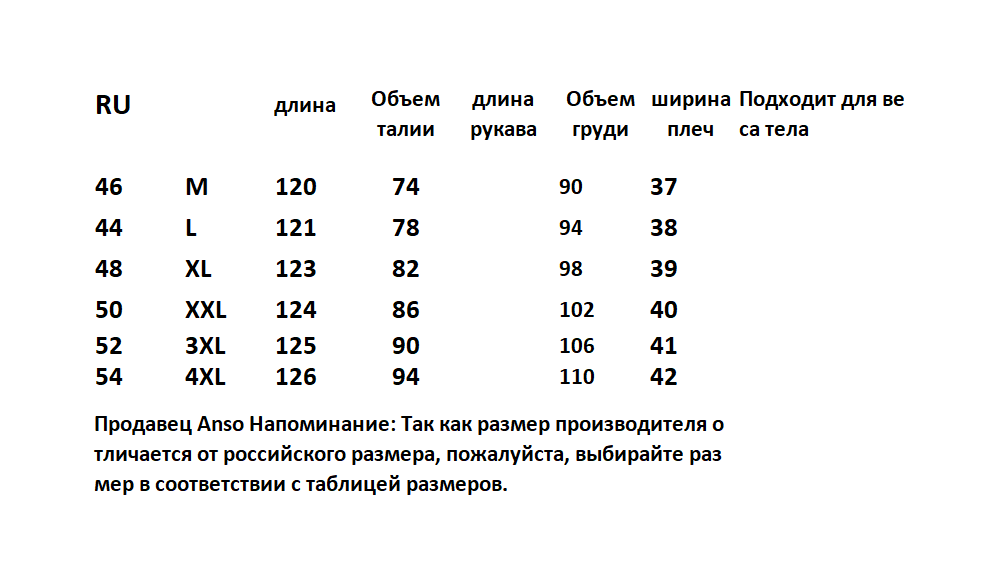 RU длина Объем талии длина рукава Объем груди ширина плеч Подходит для ве са тела
46 M 120 74 90 37
44 L 121 78 94 38
48 XL 123 82 98 39
50 XXL 124 86 102 40
52 3XL 125 90 106 41
54 4XL 126 94 110 42
Продавец Anso Напоминание: Так как размер производителя о
тличается от российского размера, пожалуйста, выбирайте раз
мер в соответствии с таблицей размеров.